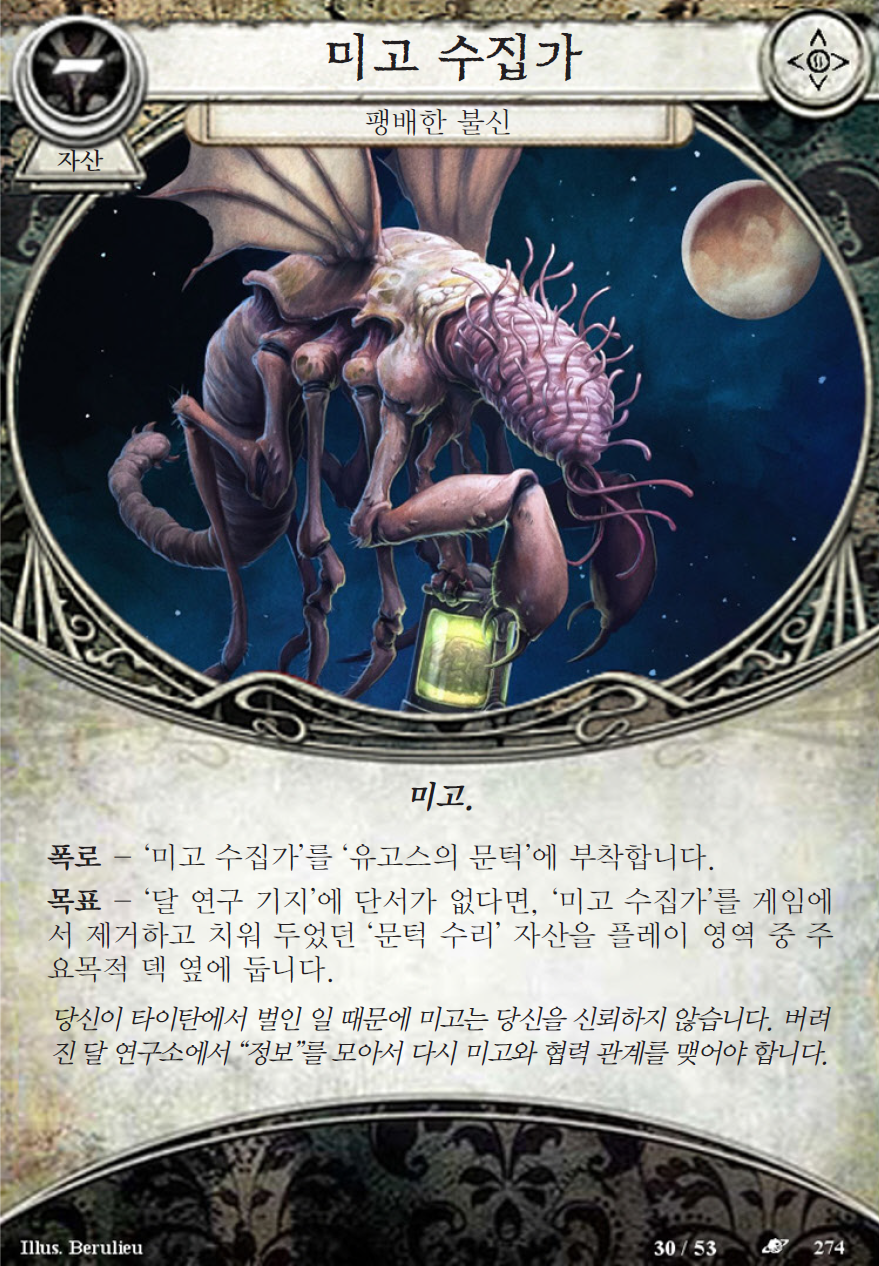 미고 수집가
팽배한 불신
자산
미고.
폭로 – ‘미고 수집가’를 ‘유고스의 문턱’에 부착합니다.
목표 – ‘달 연구 기지’에 단서가 없다면, ‘미고 수집가’를 게임에
서 제거하고 치워 두었던 ‘문턱 수리’ 자산을 플레이 영역 중 주
요목적 덱 옆에 둡니다.
당신이 타이탄에서 벌인 일 때문에 미고는 당신을 신뢰하지 않습니다. 버려
진 달 연구소에서 “정보”를 모아서 다시 미고와 협력 관계를 맺어야 합니다.
Illus. Berulieu
30 / 53
274